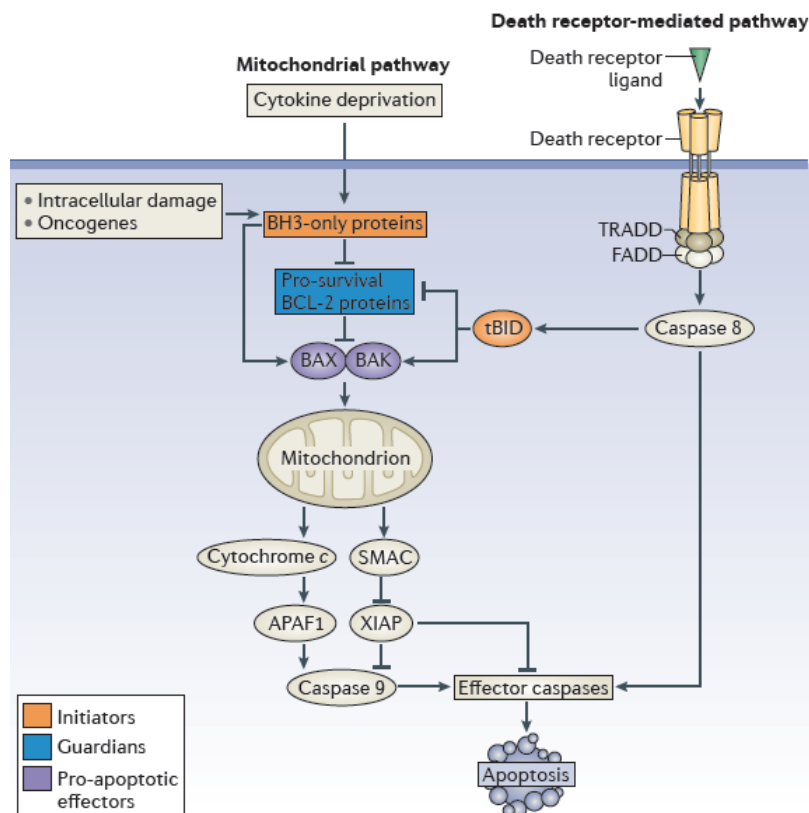 Death receptor-mediated pathway
Mitochondrial pathway
Death receptor
ligand
Cytokine deprivation
Death receptor
• Intracellular damage
• Oncogenes
BH3-only proteins
TRADD
FADD
Pro-survival
BCL-2 proteins
tBID
Caspase 8
BAX
BAK
Mitochondrion
Cytochrome c
SMAC
APAF1
XIAP
Caspase 9
Effector caspases
Initiators
Guardians
Pro-apoptotic
effectors
Apoptosis